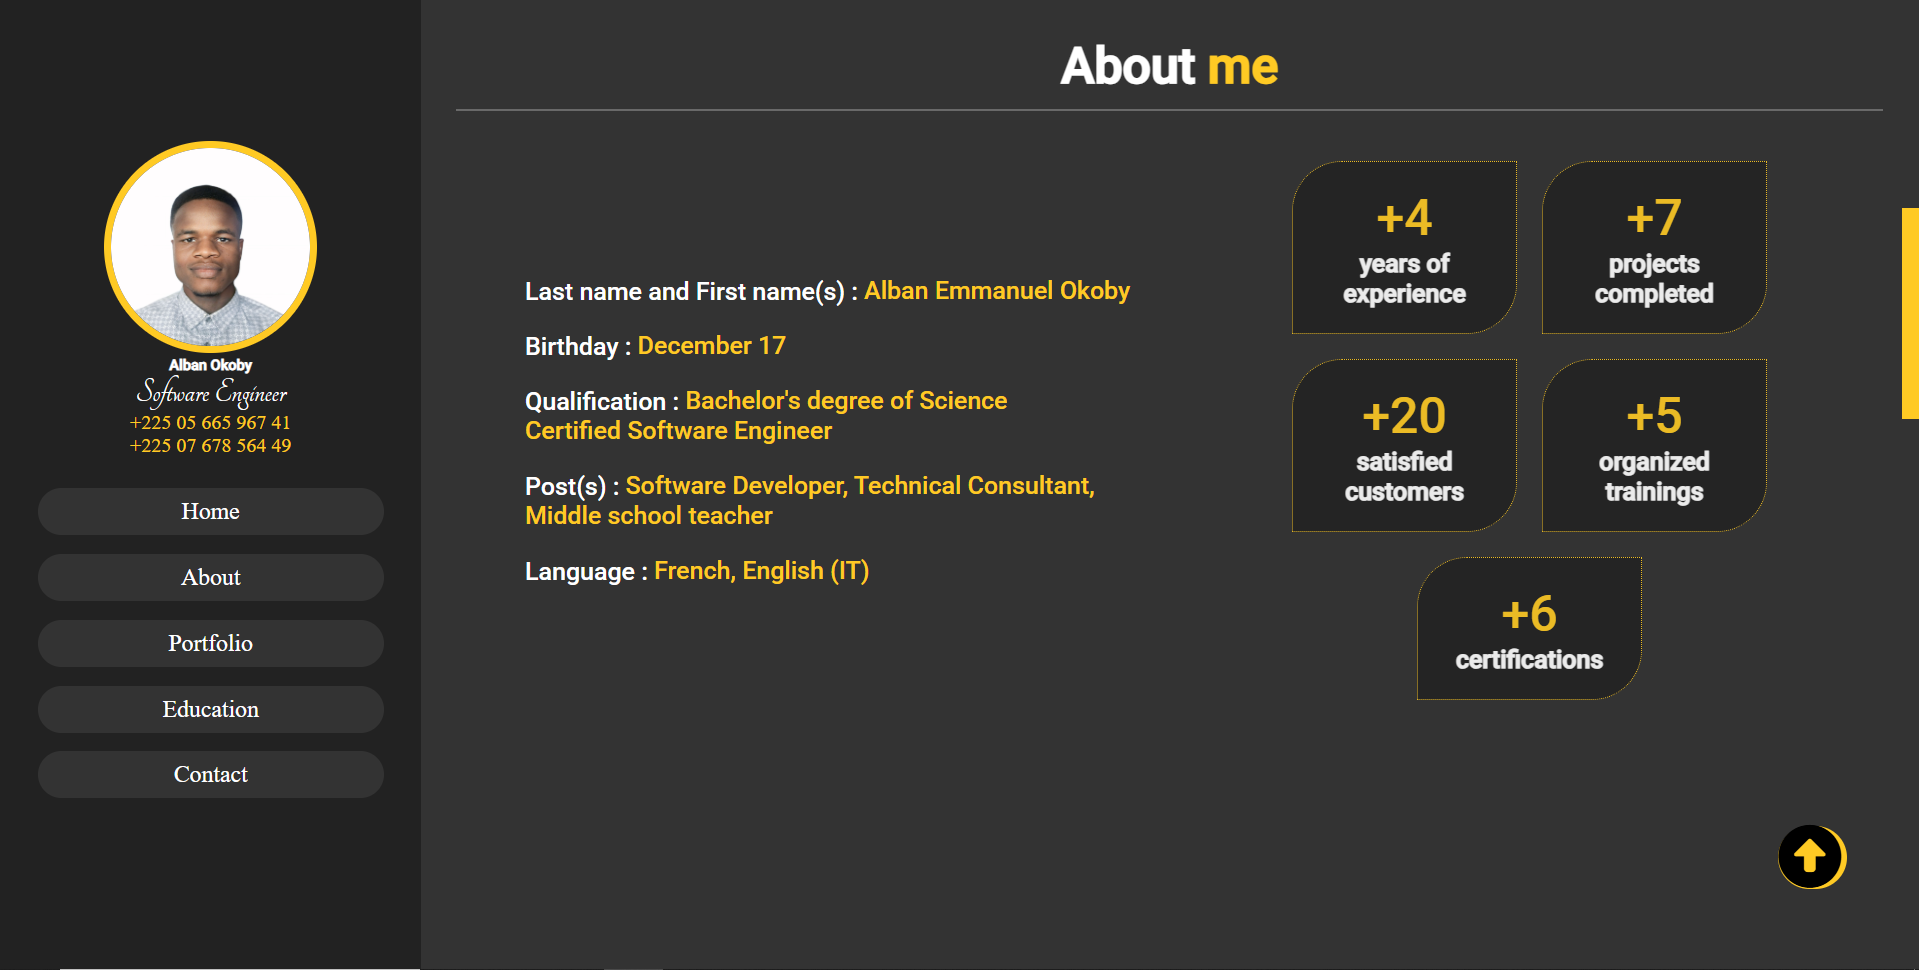 Alban Okoby
Software Engineer
+225 05 665 967 41
+225 07 678 564 49
Home
About
Portfolio
Education
Contact
About me
Last name and First name(s) : Alban Emmanuel Okoby
Birthday : December 17
Qualification : Bachelor's degree of Science
Certified Software Engineer
Post(s) : Software Developer, Technical Consultant,
Middle school teacher
Language : French, English (IT)
+4
years of
experience
+7
projects
completed
+20
satisfied
customers
+5
organized
trainings
+6
certifications